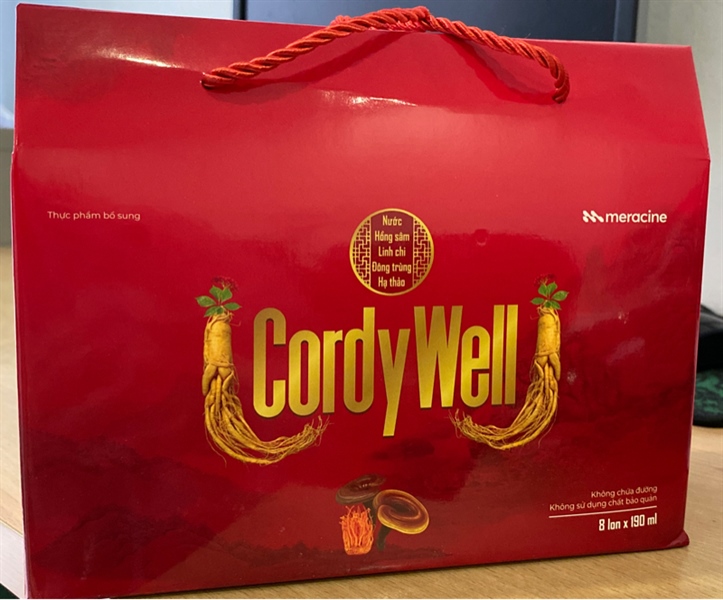 Thực phẩm bổ sung
meracine
Nước
Hồng sâm
Linh chi
Đông trùng
Hạ thảo
CordyWell
Không chứa đường
Không sử dụng chất bảo quản
8 lon x 190 ml